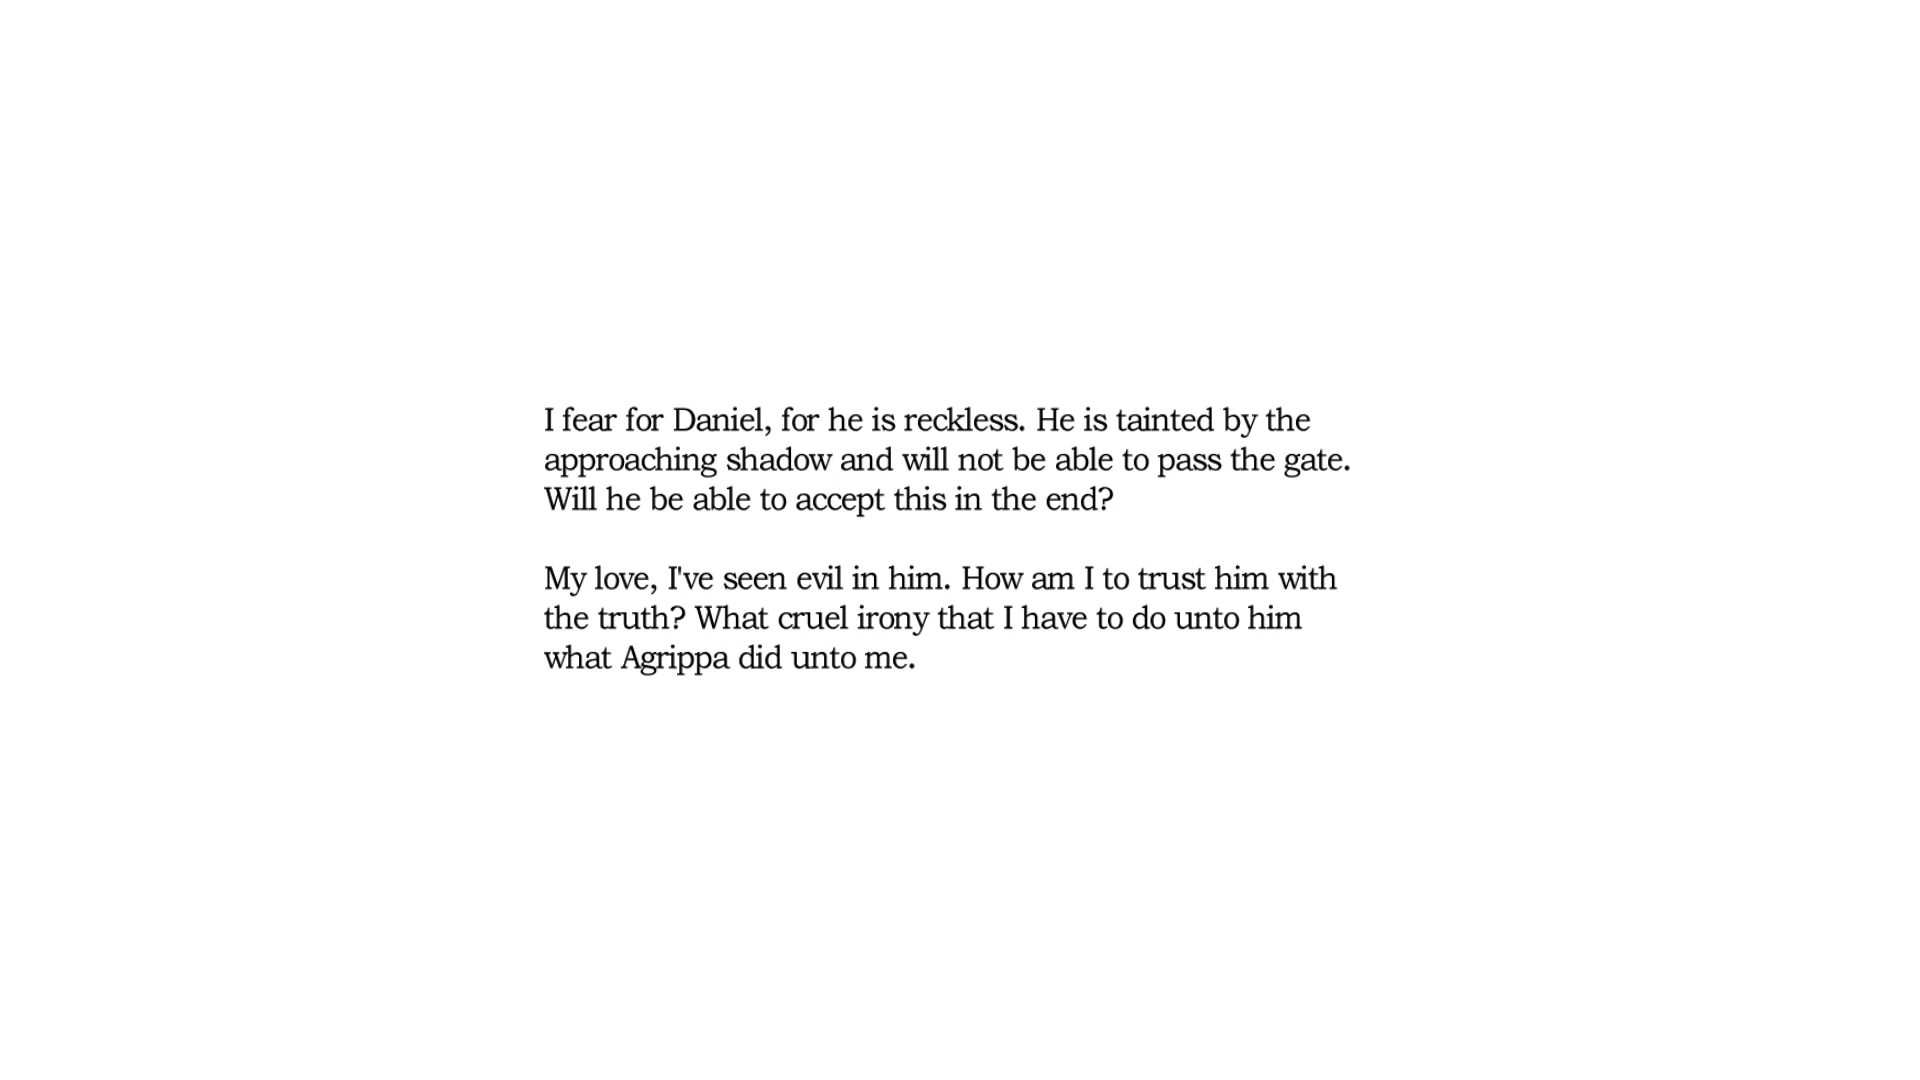 I fear for Daniel, for he is reckless. He is tainted by the
approaching shadow and will not be able to pass the gate.
Will he be able to accept this in the end?
My love, I've seen evil in him. How am I to trust him with
the truth? What cruel irony that I have to do unto him
what Agrippa did unto me.